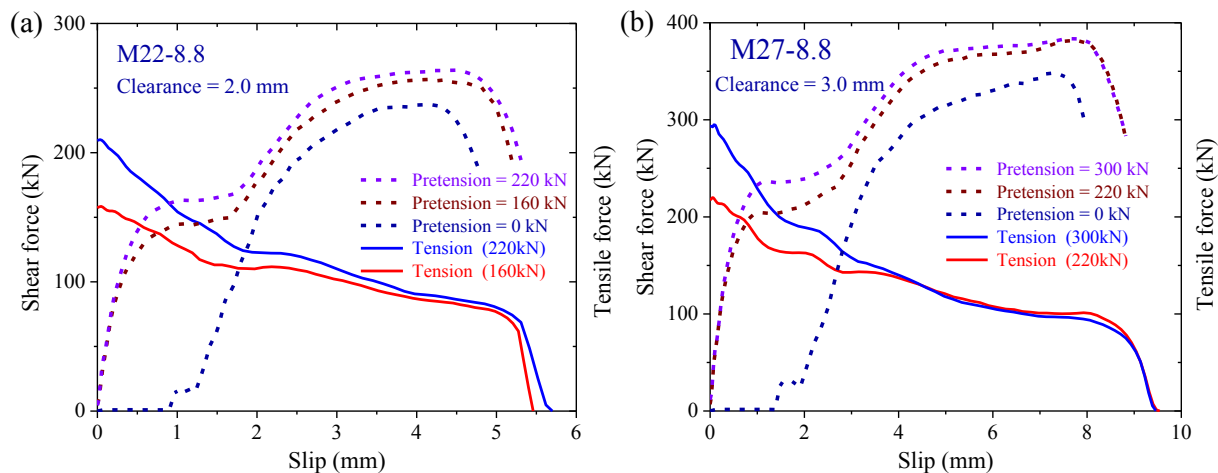 (a)
M22-8.8
Clearance = 2.0 mm
Pretension = 220 kN
Pretension = 160 kN
Pretension = 0 kN
Tension (220kN)
Tension (160kN)
Shear force (kN)
Tensile force (kN)
300
200
100
0
0 1 2 3 4 5 6
Slip (mm)
(b)
M27-8.8
Clearance = 3.0 mm
Pretension = 300 kN
Pretension = 220 kN
Pretension = 0 kN
Tension (300kN)
Tension (220kN)
Shear force (kN)
Tensile force (kN)
400
300
200
100
0
0 2 4 6 8 10
Slip (mm)